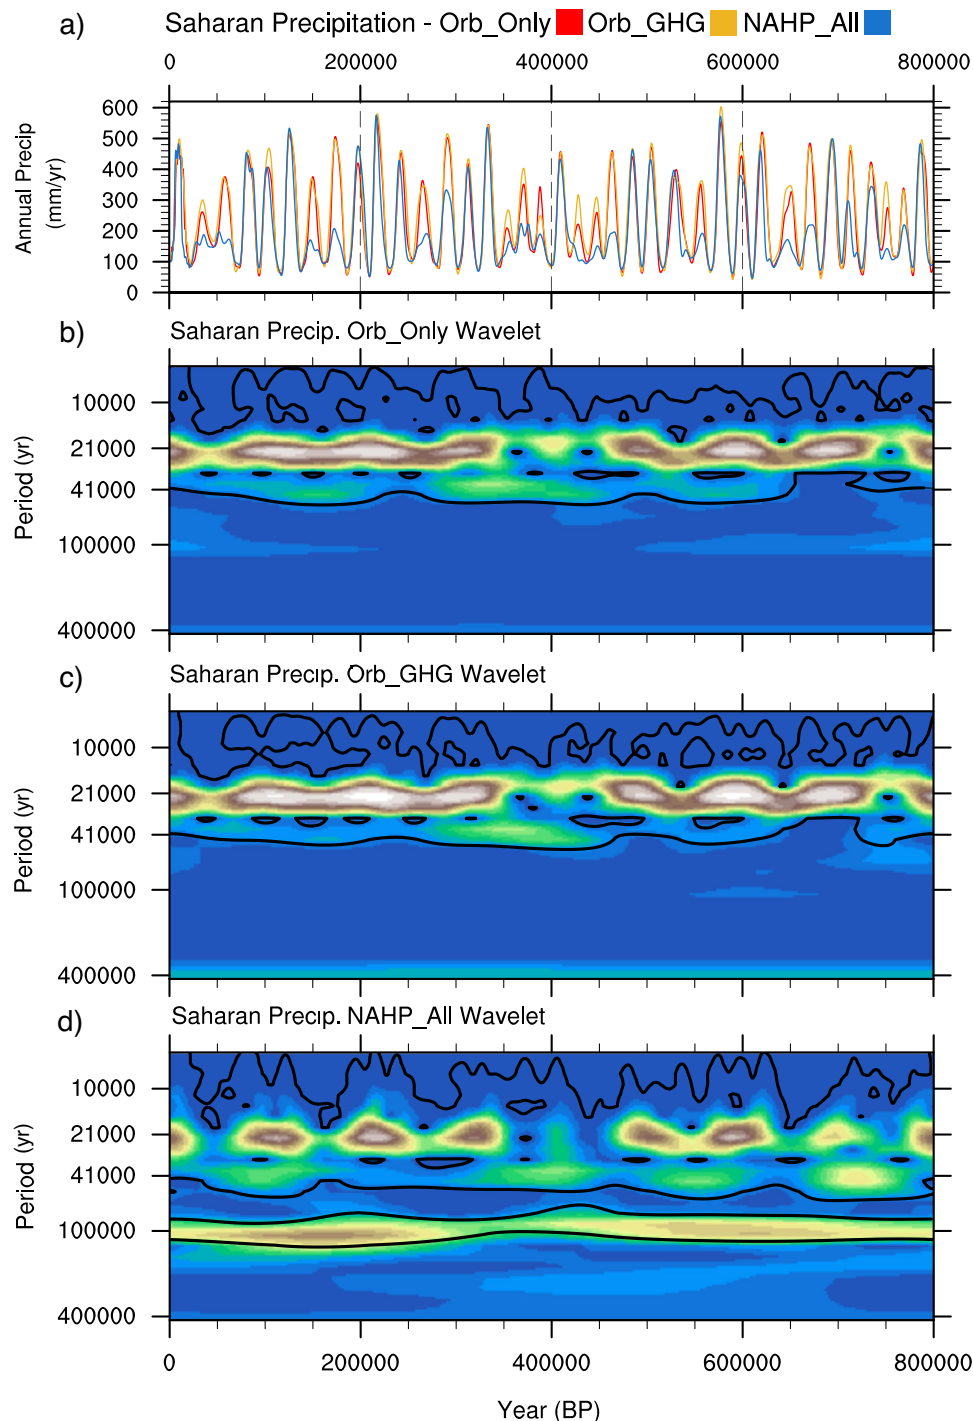 a) Saharan Precipitation - Orb_Only Orb_GHG NAHP_All
0 200000 400000 600000 800000
Annual Precip
(mm/yr)
600
500
400
300
200
100
0
b) Saharan Precip. Orb_Only Wavelet
Period (yr)
10000
21000
41000
100000
400000
c) Saharan Precip. Orb_GHG Wavelet
Period (yr)
10000
21000
41000
100000
400000
d) Saharan Precip. NAHP_All Wavelet
Period (yr)
10000
21000
41000
100000
400000
0 200000 400000 600000 800000
Year (BP)